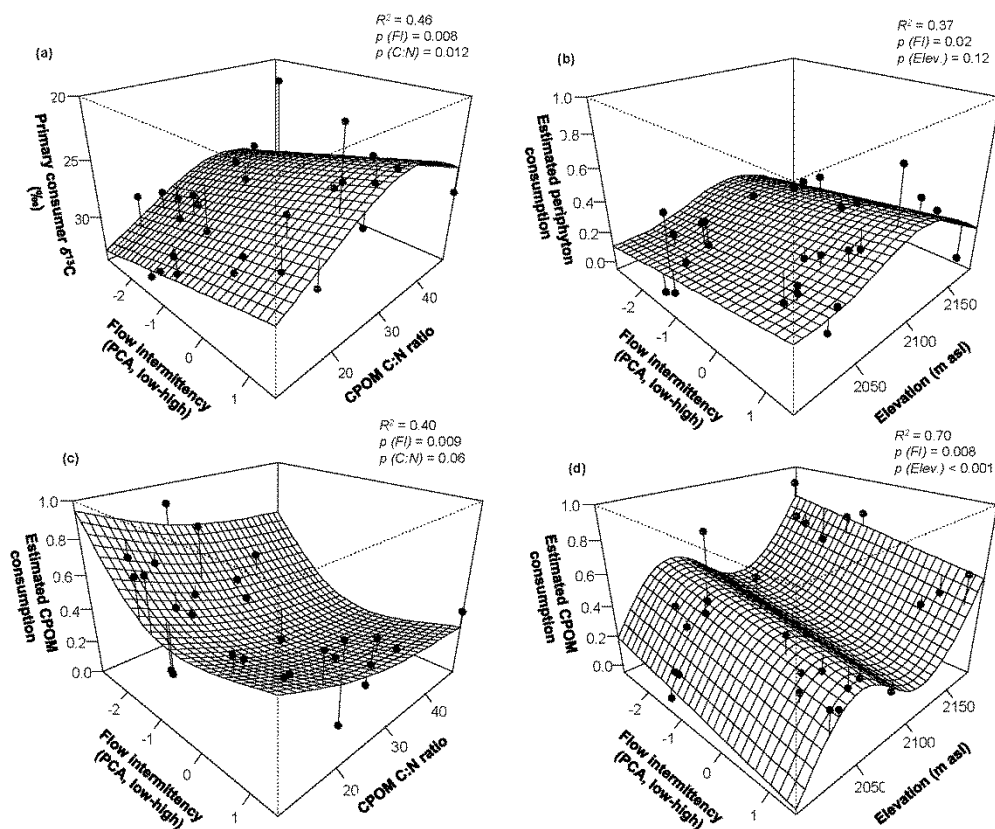 (a)
R² = 0.46
p (FI) = 0.008
p (C:N) = 0.012
20
25
30
Primary consumer δ¹³C
(‰)
-2
-1
0
1
Flow intermittency
(PCA, low-high)
20
30
40
CPOM C:N ratio
(b)
R² = 0.37
p (FI) = 0.02
p (Elev.) = 0.12
1.0
0.8
0.6
0.4
0.2
0.0
Estimated periphyton
consumption
-2
-1
0
1
Flow intermittency
(PCA, low-high)
2050
2100
2150
Elevation (m asl)
(c)
R² = 0.40
p (FI) = 0.009
p (C:N) = 0.06
1.0
0.8
0.6
0.4
0.2
0.0
Estimated CPOM
consumption
-2
-1
0
1
Flow intermittency
(PCA, low-high)
20
30
40
CPOM C:N ratio
(d)
R² = 0.70
p (FI) = 0.008
p (Elev.) < 0.001
1.0
0.8
0.6
0.4
0.2
0.0
Estimated CPOM
consumption
-2
-1
0
1
Flow intermittency
(PCA, low-high)
2050
2100
2150
Elevation (m asl)